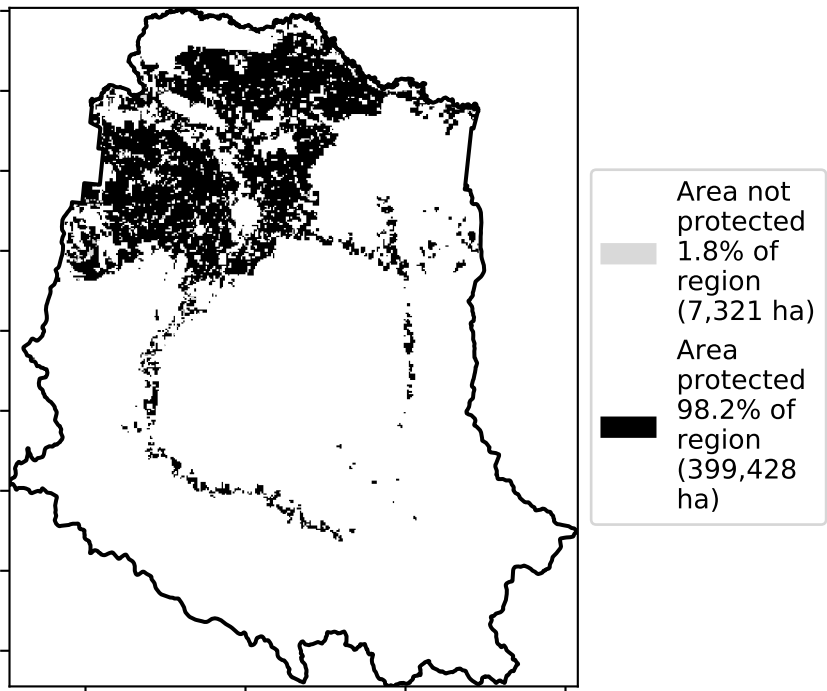 Area not
protected
1.8% of
region
(7,321 ha)
Area
protected
98.2% of
region
(399,428
ha)